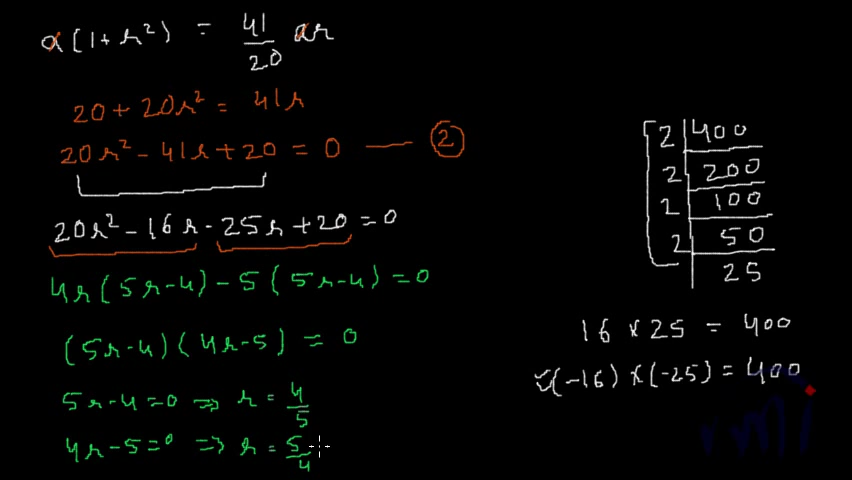 a(1+r²) = 41/20 ar
20 + 20r² = 41r
20r² - 41r + 20 = 0 — ②
20r² - 16r - 25r + 20 = 0
4r(5r-4) - 5(5r-4) = 0
(5r-4)(4r-5) = 0
5r-4=0 ⇒ r = 4/5
4r-5=0 ⇒ r = 5/4
2 | 400
2 | 200
2 | 100
2 | 50
25
16 × 25 = 400
(-16) × (-25) = 400